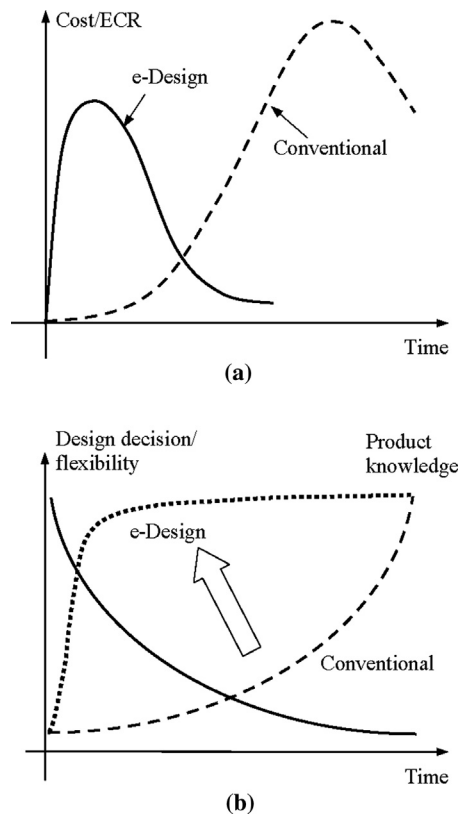 Cost/ECR
e-Design
Conventional
Time
(a)
Design decision/
flexibility
Product
knowledge
e-Design
Conventional
Time
(b)